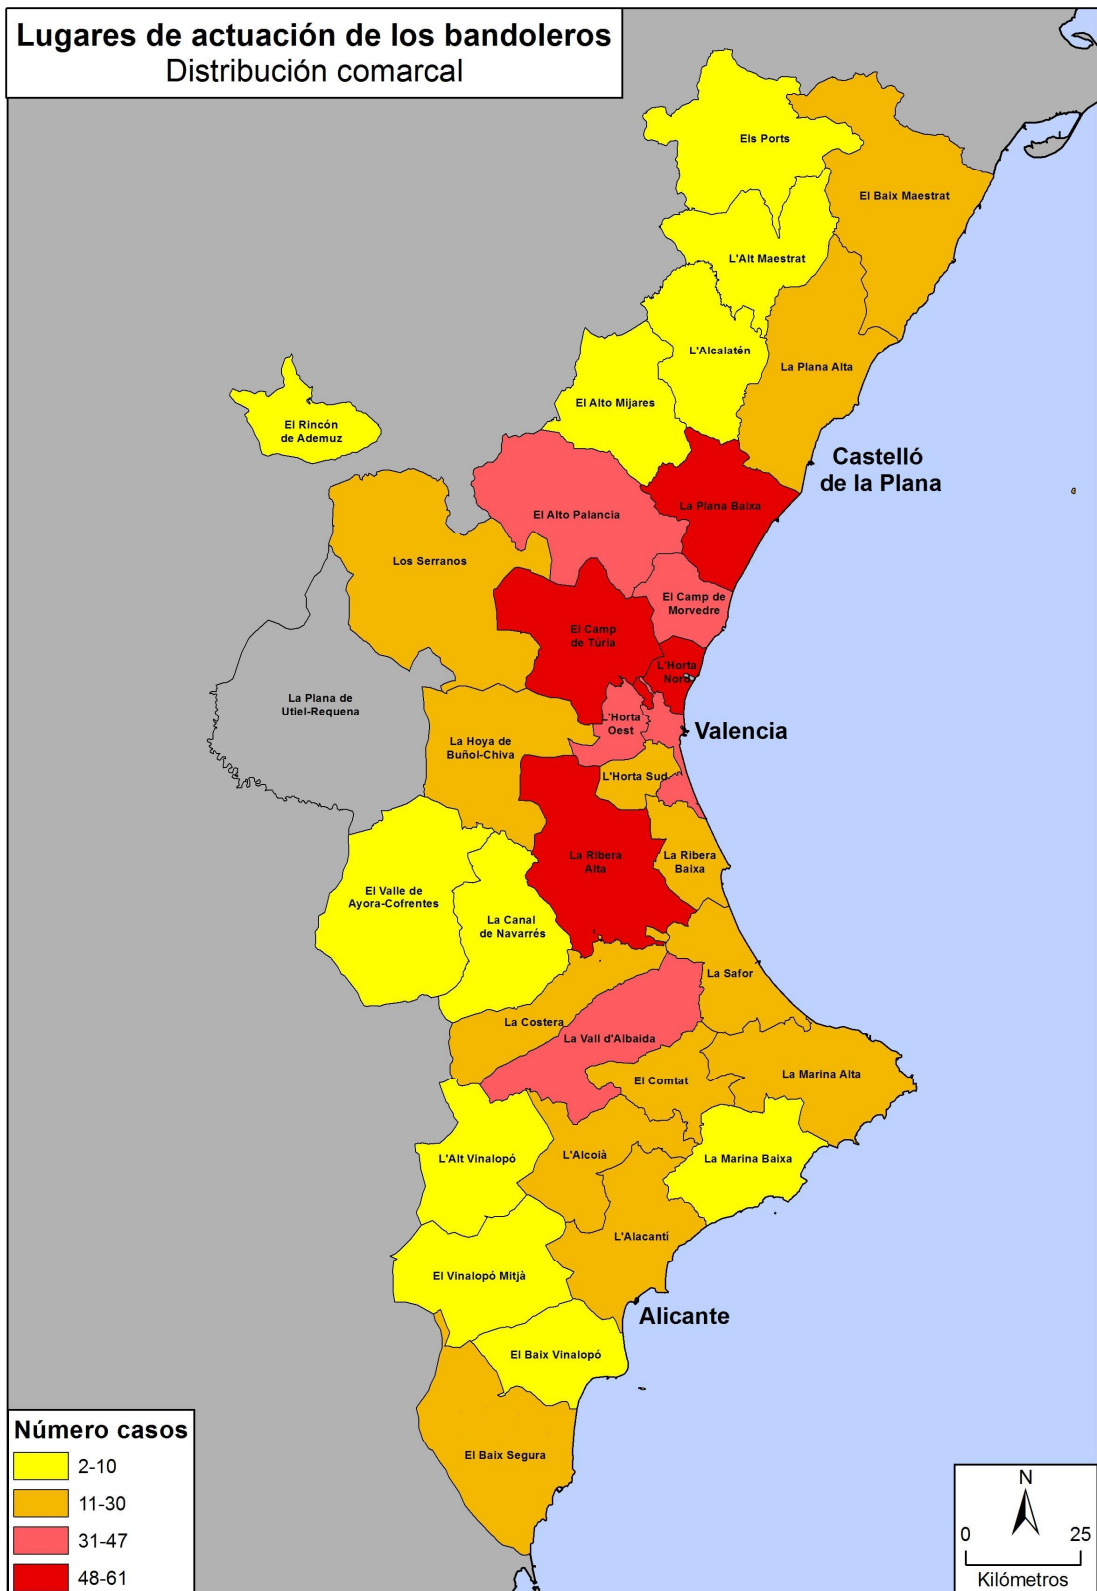 Lugares de actuación de los bandoleros
Distribución comarcal
Els Ports
El Baix Maestrat
L'Alt Maestrat
L'Alcalatén
La Plana Alta
El Alto Mijares
El Rincón
de Ademuz
Castelló
de la Plana
La Plana Baixa
El Alto Palancia
Los Serranos
El Camp de
Morvedre
El Camp
de Túria
L'Horta
Nord
La Plana de
Utiel-Requena
L'Horta
Oest
Valencia
La Hoya de
Buñol-Chiva
L'Horta Sud
La Ribera
Alta
La Ribera
Baixa
El Valle de
Ayora-Cofrentes
La Canal
de Navarrés
La Safor
La Costera
La Vall d'Albaida
El Comtat
La Marina Alta
L'Alt Vinalopó
L'Alcoià
La Marina Baixa
L'Alacantí
El Vinalopó Mitjà
Alicante
El Baix Vinalopó
El Baix Segura
Número casos
2-10
11-30
31-47
48-61
N
0 25
Kilómetros